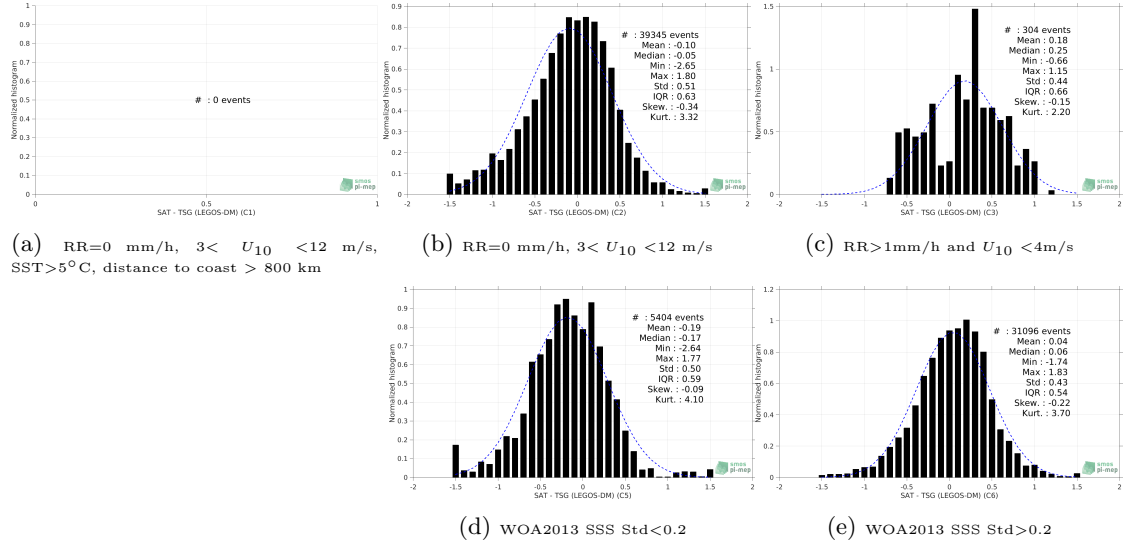 Normalized histogram
1
0.9
0.8
0.7
0.6
0.5
0.4
0.3
0.2
0.1
0
# : 0 events
0
0.5
1
SAT - TSG (LEGOS-DM) (C1)
smos
pi-mep
(a) RR=0 mm/h, 3< U10 <12 m/s,
SST>5°C, distance to coast > 800 km
Normalized histogram
0.9
0.8
0.7
0.6
0.5
0.4
0.3
0.2
0.1
0
# : 39345 events
Mean : -0.10
Median : -0.05
Min : -2.65
Max : 1.80
Std : 0.51
IQR : 0.63
Skew. : -0.34
Kurt. : 3.32
-2 -1.5 -1 -0.5 0 0.5 1 1.5 2
SAT - TSG (LEGOS-DM) (C2)
smos
pi-mep
(b) RR=0 mm/h, 3< U10 <12 m/s
Normalized histogram
1.5
1
0.5
0
# : 304 events
Mean : 0.18
Median : 0.25
Min : -0.66
Max : 1.15
Std : 0.44
IQR : 0.66
Skew. : -0.15
Kurt. : 2.20
-2 -1.5 -1 -0.5 0 0.5 1 1.5 2
SAT - TSG (LEGOS-DM) (C3)
smos
pi-mep
(c) RR>1mm/h and U10 <4m/s
Normalized histogram
1
0.9
0.8
0.7
0.6
0.5
0.4
0.3
0.2
0.1
0
# : 5404 events
Mean : -0.19
Median : -0.17
Min : -2.64
Max : 1.77
Std : 0.50
IQR : 0.59
Skew. : -0.09
Kurt. : 4.10
-2 -1.5 -1 -0.5 0 0.5 1 1.5 2
SAT - TSG (LEGOS-DM) (C5)
smos
pi-mep
(d) WOA2013 SSS Std<0.2
Normalized histogram
1.2
1
0.8
0.6
0.4
0.2
0
# : 31096 events
Mean : 0.04
Median : 0.06
Min : -1.74
Max : 1.83
Std : 0.43
IQR : 0.54
Skew. : -0.22
Kurt. : 3.70
-2 -1.5 -1 -0.5 0 0.5 1 1.5 2
SAT - TSG (LEGOS-DM) (C6)
smos
pi-mep
(e) WOA2013 SSS Std>0.2